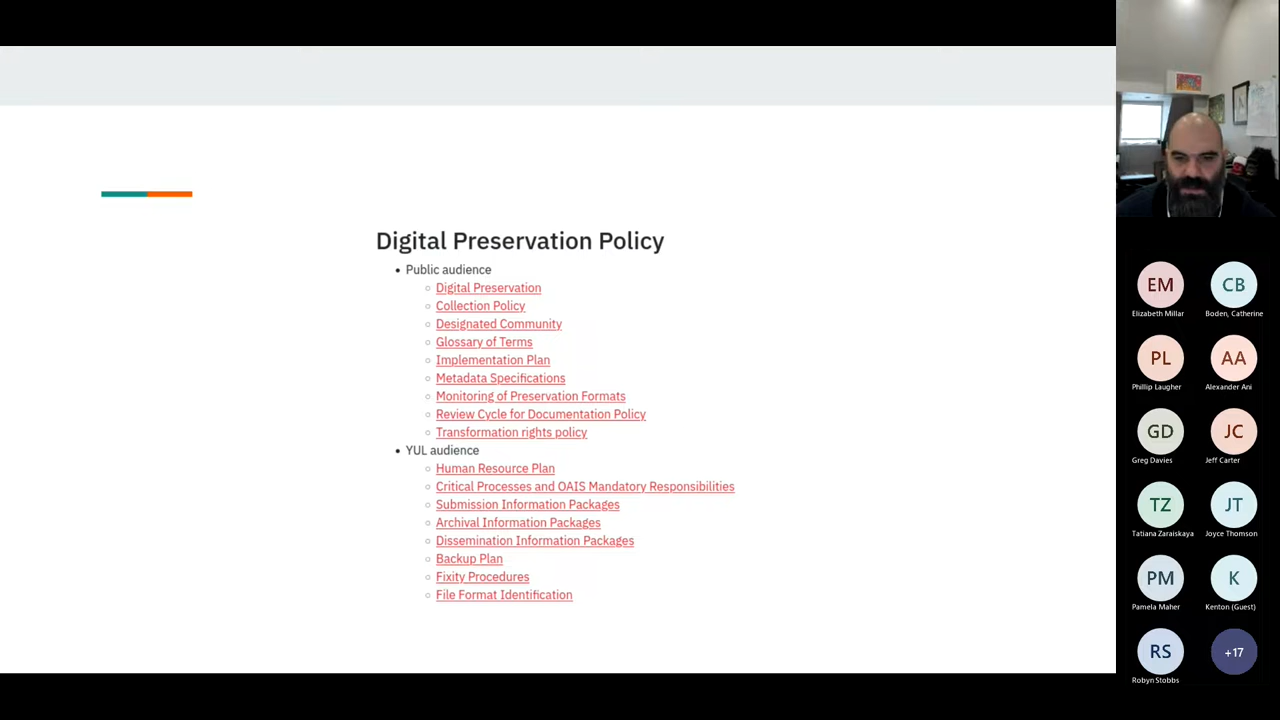 Digital Preservation Policy
Public audience
Digital Preservation
Collection Policy
Designated Community
Glossary of Terms
Implementation Plan
Metadata Specifications
Monitoring of Preservation Formats
Review Cycle for Documentation Policy
Transformation rights policy
YUL audience
Human Resource Plan
Critical Processes and OAIS Mandatory Responsibilities
Submission Information Packages
Archival Information Packages
Dissemination Information Packages
Backup Plan
Fixity Procedures
File Format Identification
EM
Elizabeth Millar
CB
Boden, Catherine
PL
Phillip Laugher
AA
Alexander Ani
GD
Greg Davies
JC
Jeff Carter
TZ
Tatiana Zaraiskaya
JT
Joyce Thomson
PM
Pamela Maher
K
Kenton (Guest)
RS
Robyn Stobbs
+17